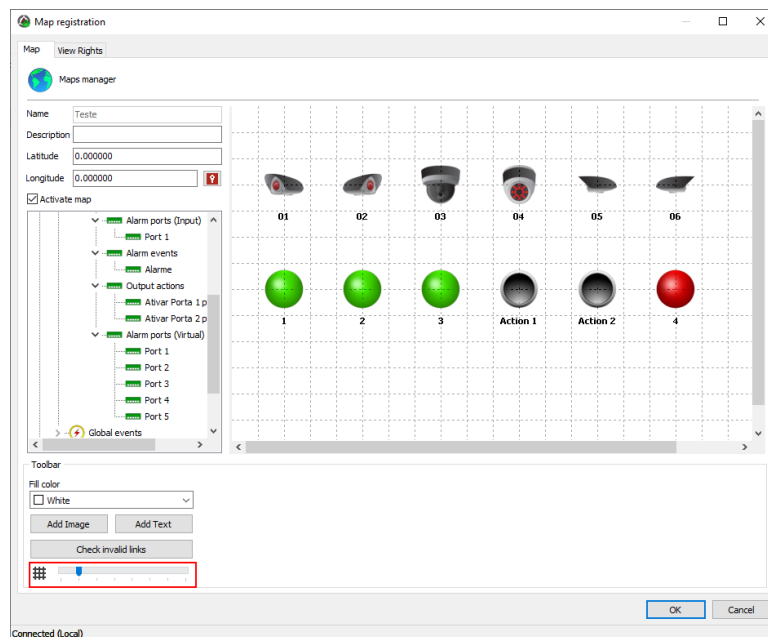 Map registration
Map View Rights
Maps manager
Name Teste
Description
Latitude 0.000000
Longitude 0.000000
Activate map
Alarm ports (Input)
Port 1
Alarm events
Alarme
Output actions
Ativar Porta 1 p
Ativar Porta 2 p
Alarm ports (Virtual)
Port 1
Port 2
Port 3
Port 4
Port 5
Global events
01 02 03 04 05 06
1 2 3 Action 1 Action 2 4
Toolbar
Fill color
White
Add Image Add Text
Check invalid links
OK Cancel
Connected (Local)